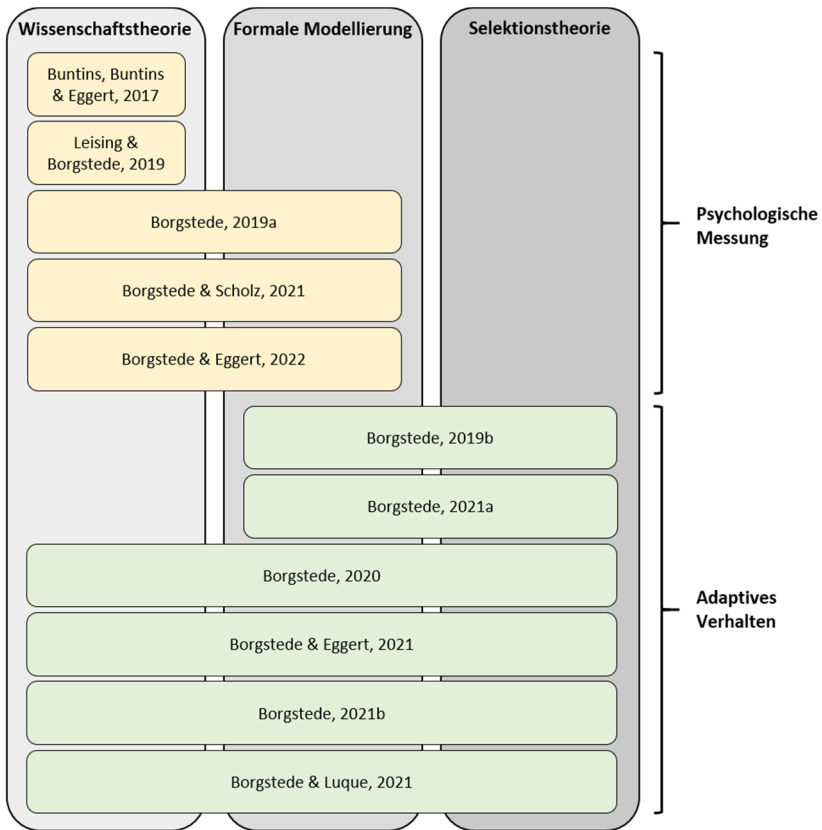 Wissenschaftstheorie
Formale Modellierung
Selektionstheorie
Buntins, Buntins
& Eggert, 2017
Leising &
Borgstede, 2019
Borgstede, 2019a
Borgstede & Scholz, 2021
Borgstede & Eggert, 2022
Psychologische
Messung
Borgstede, 2019b
Borgstede, 2021a
Borgstede, 2020
Borgstede & Eggert, 2021
Borgstede, 2021b
Borgstede & Luque, 2021
Adaptives
Verhalten